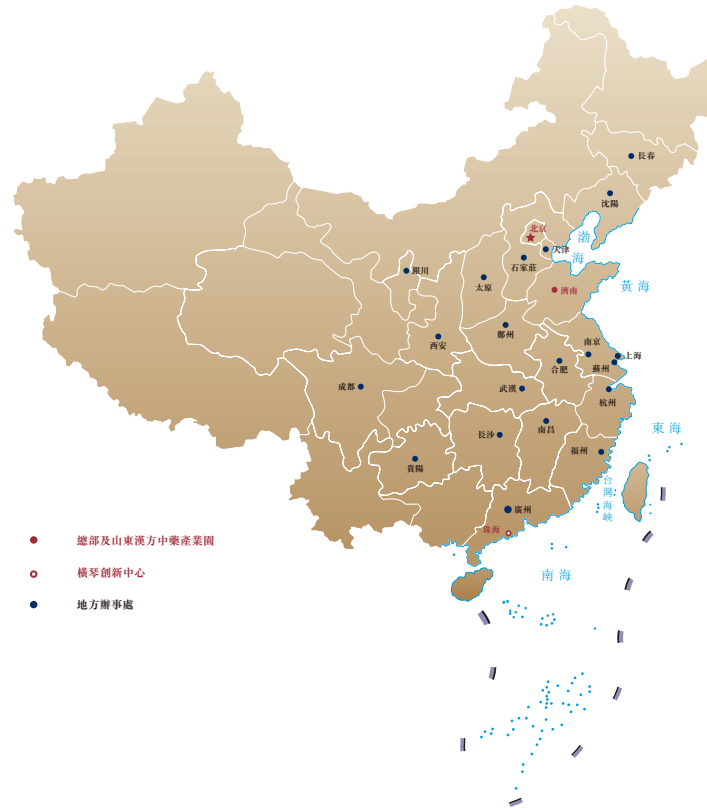 長春
沈陽
北京
渤
海
天津
石家莊
銀川
太原
濟南
黃海
鄭州
西安
南京
上海
合肥
蘇州
成都
武漢
杭州
南昌
長沙
東海
福州
貴陽
台灣海峽
廣州
珠海
南海
總部及山東漢方中藥產業園
橫琴創新中心
地方辦事處